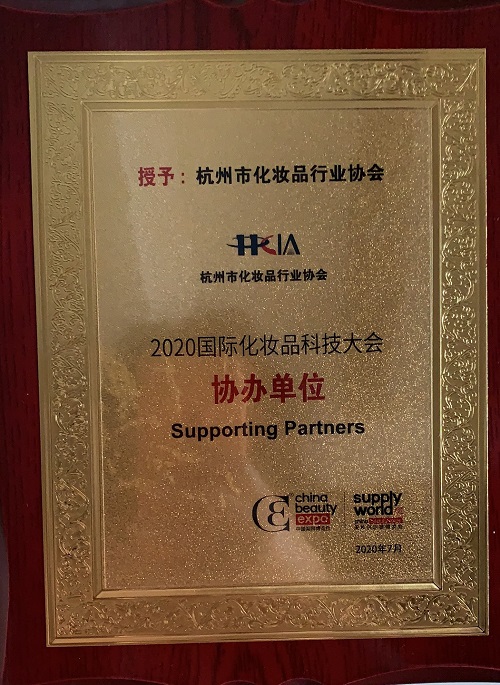 授予：杭州市化妆品行业协会
HCIA
杭州市化妆品行业协会
2020国际化妆品科技大会
协办单位
Supporting Partners
CE china beauty expo
supply world
2020年7月